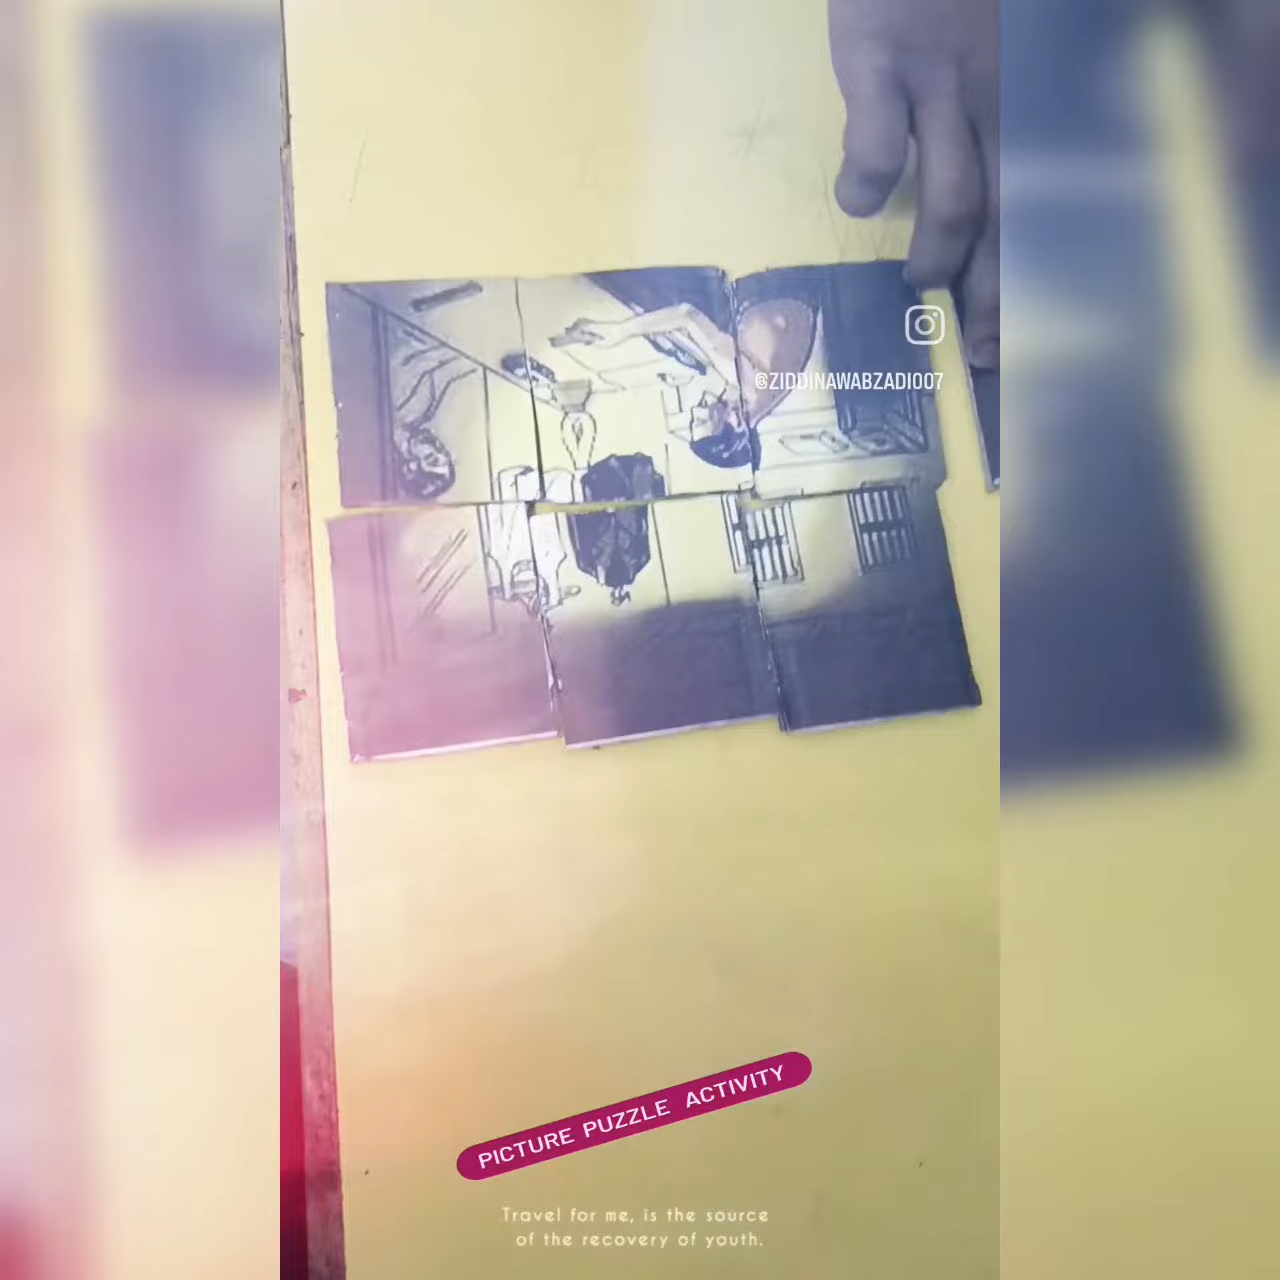 @ZIDDINAWABZADI007
PICTURE PUZZLE ACTIVITY
Travel for me, is the source
of the recovery of youth.